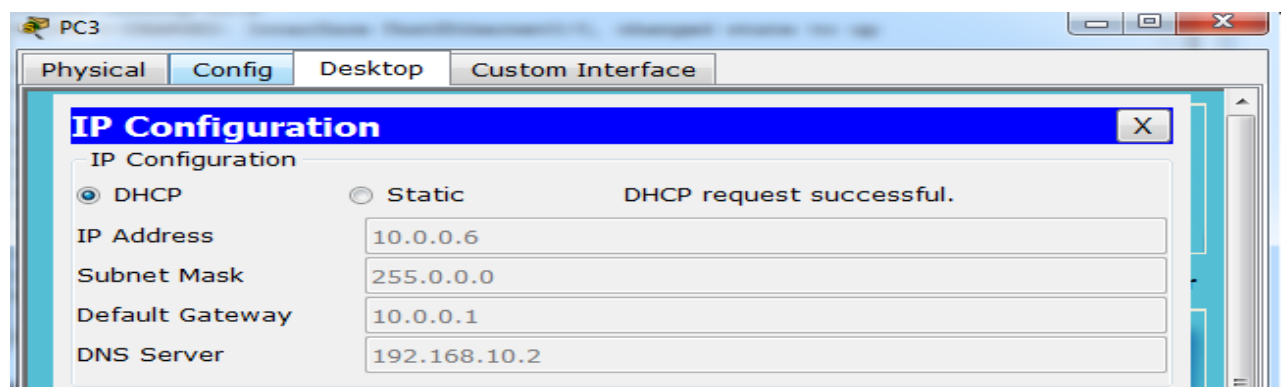 PC3
Physical Config Desktop Custom Interface
IP Configuration X
IP Configuration
DHCP Static DHCP request successful.
IP Address 10.0.0.6
Subnet Mask 255.0.0.0
Default Gateway 10.0.0.1
DNS Server 192.168.10.2